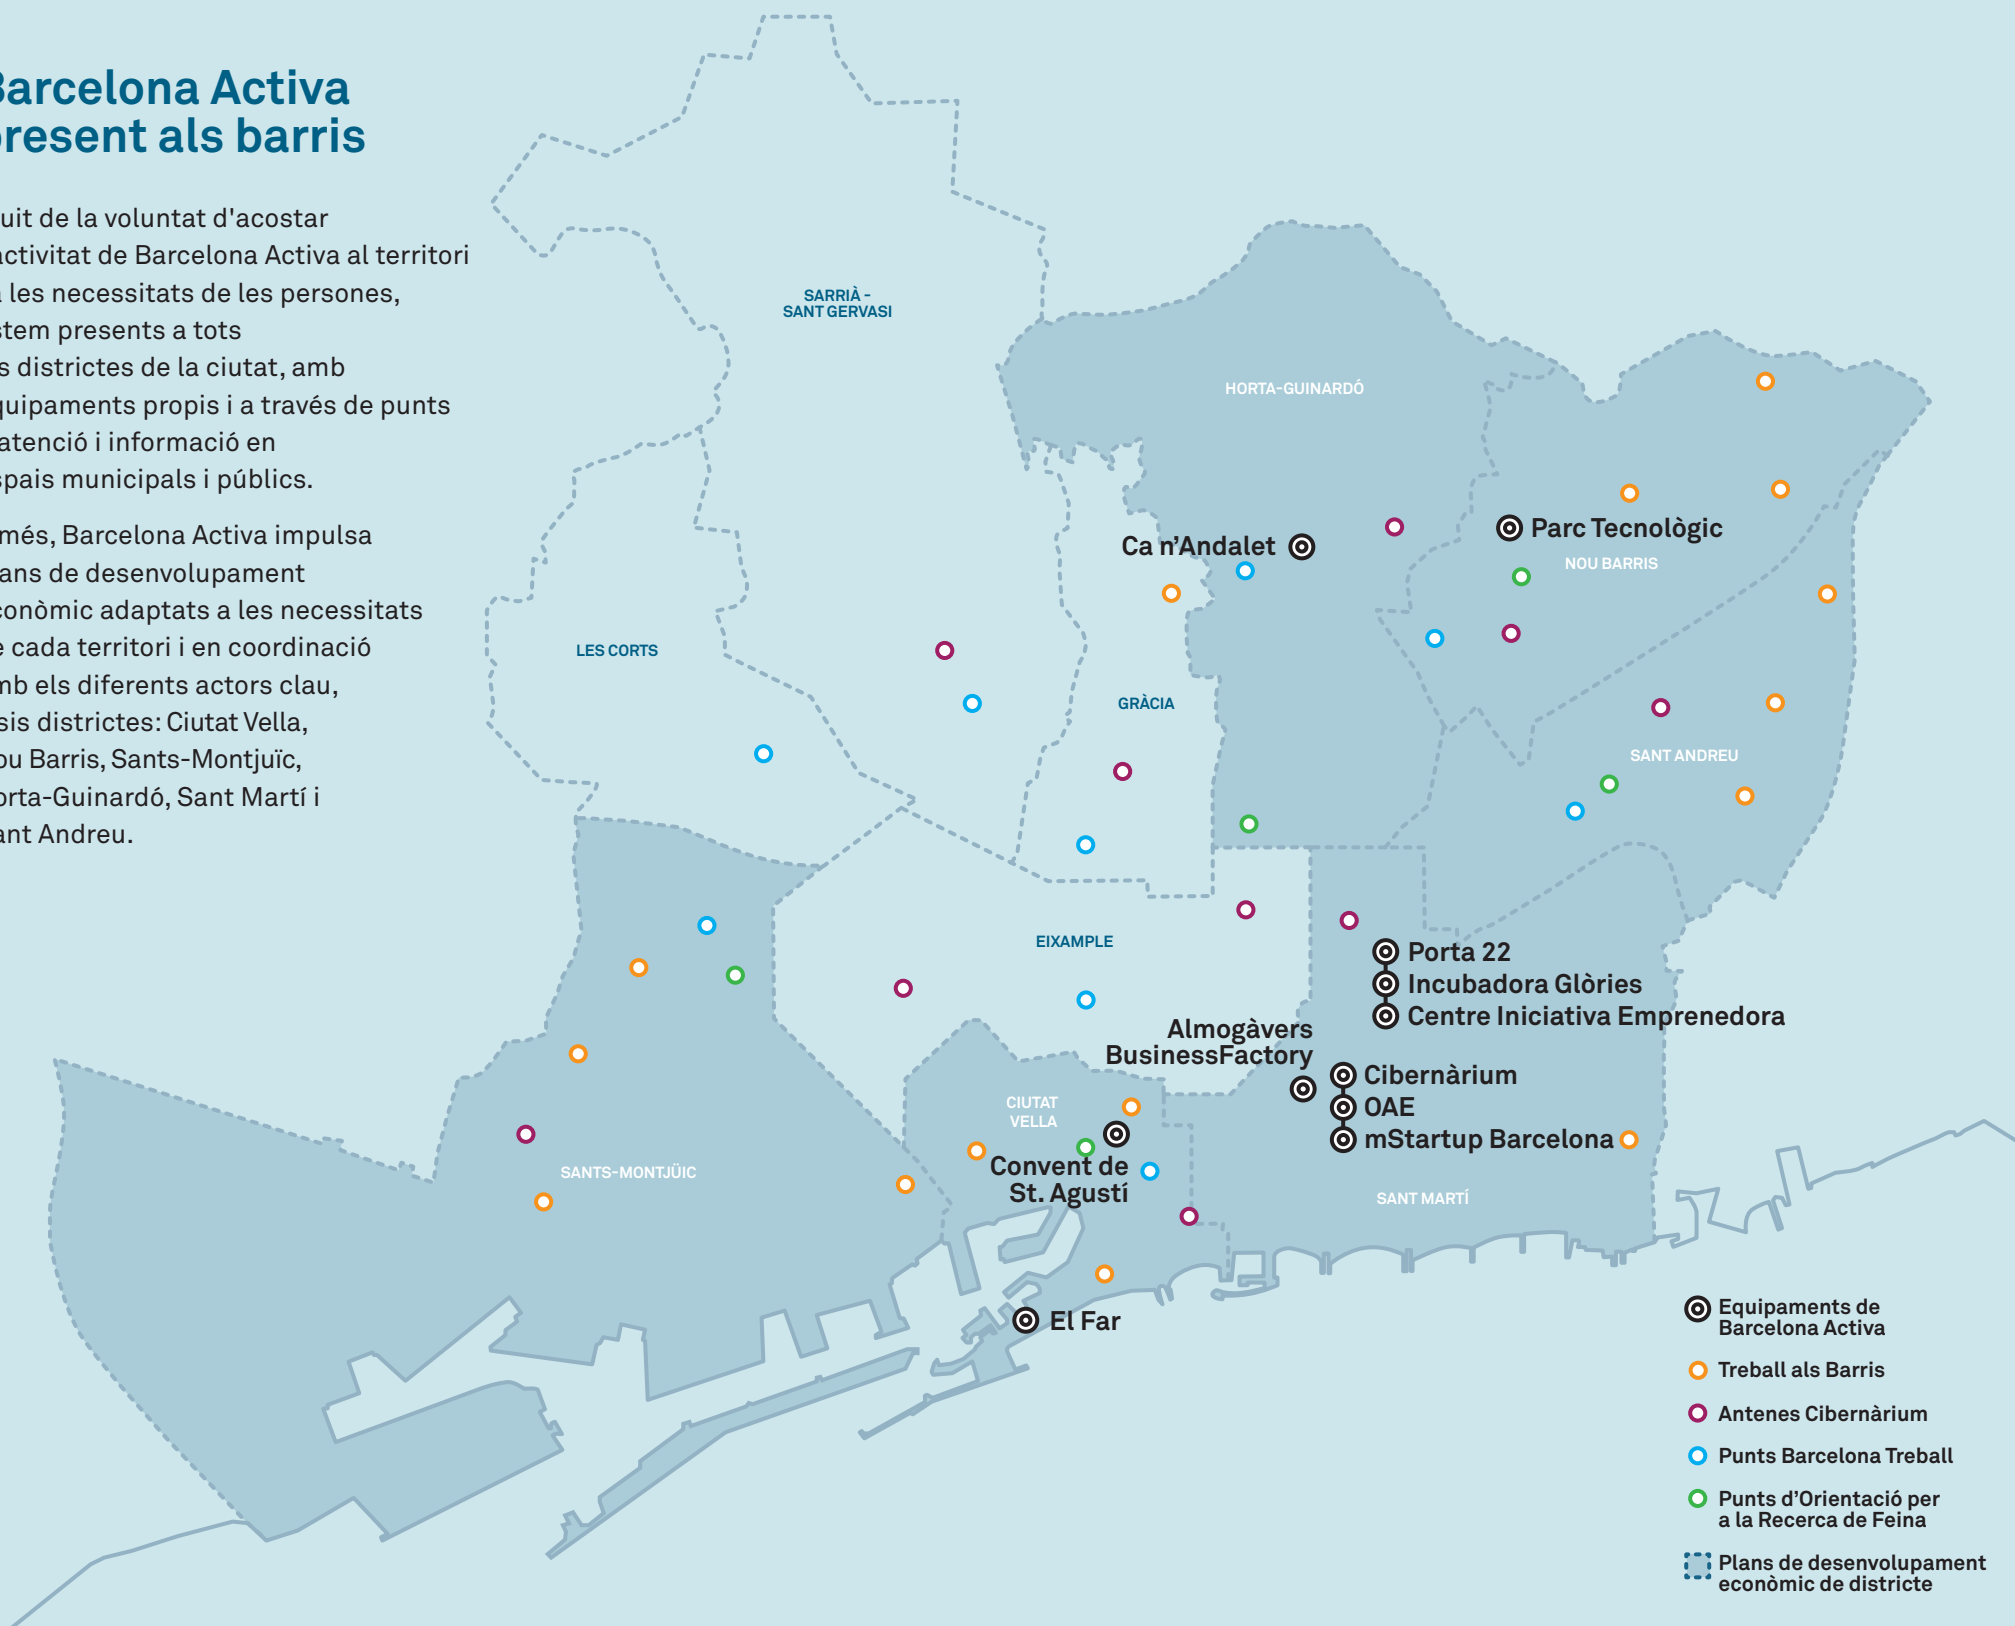 Barcelona Activa
present als barris
uit de la voluntat d'acostar
activitat de Barcelona Activa al territori
a les necessitats de les persones,
stem presents a tots
s districtes de la ciutat, amb
quipaments propis i a través de punts
atenció i informació en
spais municipals i públics.
més, Barcelona Activa impulsa
ans de desenvolupament
conòmic adaptats a les necessitats
e cada territori i en coordinació
mb els diferents actors clau,
sis districtes: Ciutat Vella,
ou Barris, Sants-Montjuïc,
orta-Guinardó, Sant Martí i
ant Andreu.
SARRIÀ -
SANT GERVASI
HORTA-GUINARDÓ
Ca n'Andalet
Parc Tecnològic
NOU BARRIS
LES CORTS
GRÀCIA
SANT ANDREU
EIXAMPLE
Porta 22
Incubadora Glòries
Centre Iniciativa Emprenedora
Almogàvers
BusinessFactory
Cibernàrium
OAE
mStartup Barcelona
CIUTAT
VELLA
Convent de
St. Agustí
SANTS-MONTJÜIC
SANT MARTÍ
El Far
Equipaments de
Barcelona Activa
Treball als Barris
Antenes Cibernàrium
Punts Barcelona Treball
Punts d'Orientació per
a la Recerca de Feina
Plans de desenvolupament
econòmic de districte